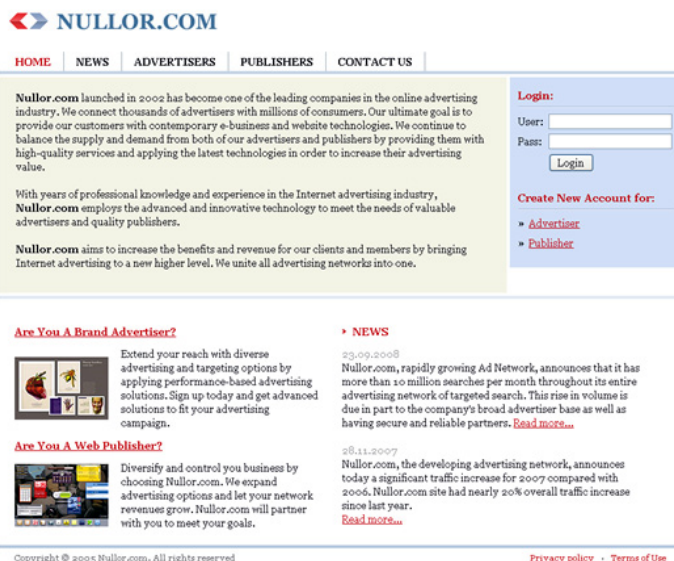 NULLOR.COM
HOME NEWS ADVERTISERS PUBLISHERS CONTACT US
Nullor.com launched in 2002 has become one of the leading companies in the online advertising
industry. We connect thousands of advertisers with millions of consumers. Our ultimate goal is to
provide our customers with contemporary e-business and website technologies. We continue to
balance the supply and demand from both of our advertisers and publishers by providing them with
high-quality services and applying the latest technologies in order to increase their advertising
value.
With years of professional knowledge and experience in the Internet advertising industry,
Nullor.com employs the advanced and innovative technology to meet the needs of valuable
advertisers and quality publishers.
Nullor.com aims to increase the benefits and revenue for our clients and members by bringing
Internet advertising to a new higher level. We unite all advertising networks into one.
Login:
User:
Pass:
Login
Create New Account for:
» Advertiser
» Publisher
Are You A Brand Advertiser?
Extend your reach with diverse
advertising and targeting options by
applying performance-based advertising
solutions. Sign up today and get advanced
solutions to fit your advertising
campaign.
Are You A Web Publisher?
Diversify and control you business by
choosing Nullor.com. We expand
advertising options and let your network
revenues grow. Nullor.com will partner
with you to meet your goals.
NEWS
23.09.2008
Nullor.com, rapidly growing Ad Network, announces that it has
more than 10 million searches per month throughout its entire
advertising network of targeted search. This rise in volume is
due in part to the company's broad advertiser base as well as
having secure and reliable partners. Read more...
28.11.2007
Nullor.com, the developing advertising network, announces
today a significant traffic increase for 2007 compared with
2006. Nullor.com site had nearly 20% overall traffic increase
since last year.
Read more...
Copyright © 2005 Nullor.com. All rights reserved
Privacy policy • Terms of Use